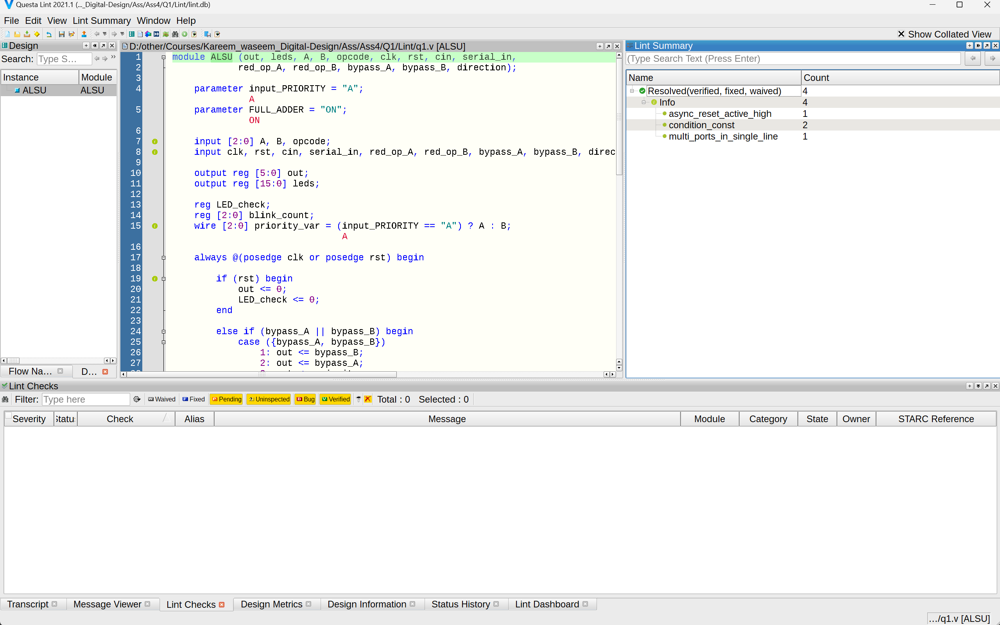 Questa Lint 2021.1 (..._Digital-Design/Ass/Ass4/Q1/Lint/lint.db)
File Edit View Lint Summary Window Help
Show Collated View
Design
Search: Type S...
Instance Module
ALSU ALSU
Flow Na... D...
D:/other/Courses/Kareem_waseem_Digital-Design/Ass/Ass4/Q1/Lint/q1.v [ALSU]
1 module ALSU (out, leds, A, B, opcode, clk, rst, cin, serial_in,
2 red_op_A, red_op_B, bypass_A, bypass_B, direction);
3
4 parameter input_PRIORITY = "A";
A
5 parameter FULL_ADDER = "ON";
ON
6
7 input [2:0] A, B, opcode;
8 input clk, rst, cin, serial_in, red_op_A, red_op_B, bypass_A, bypass_B, direc
9
10 output reg [5:0] out;
11 output reg [15:0] leds;
12
13 reg LED_check;
14 reg [2:0] blink_count;
15 wire [2:0] priority_var = (input_PRIORITY == "A") ? A : B;
A
16
17 always @(posedge clk or posedge rst) begin
18
19 if (rst) begin
20 out <= 0;
21 LED_check <= 0;
22 end
23
24 else if (bypass_A || bypass_B) begin
25 case ({bypass_A, bypass_B})
26 1: out <= bypass_B;
27 2: out <= bypass_A;
Lint Summary
(Type Search Text (Press Enter)
Name Count
Resolved(verified, fixed, waived) 4
Info 4
async_reset_active_high 1
condition_const 2
multi_ports_in_single_line 1
Lint Checks
Filter: Type here Waived Fixed Pending Uninspected Bug Verified Total : 0 Selected : 0
Severity Statu: Check Alias Message Module Category State Owner STARC Reference
Transcript Message Viewer Lint Checks Design Metrics Design Information Status History Lint Dashboard
.../q1.v [ALSU]